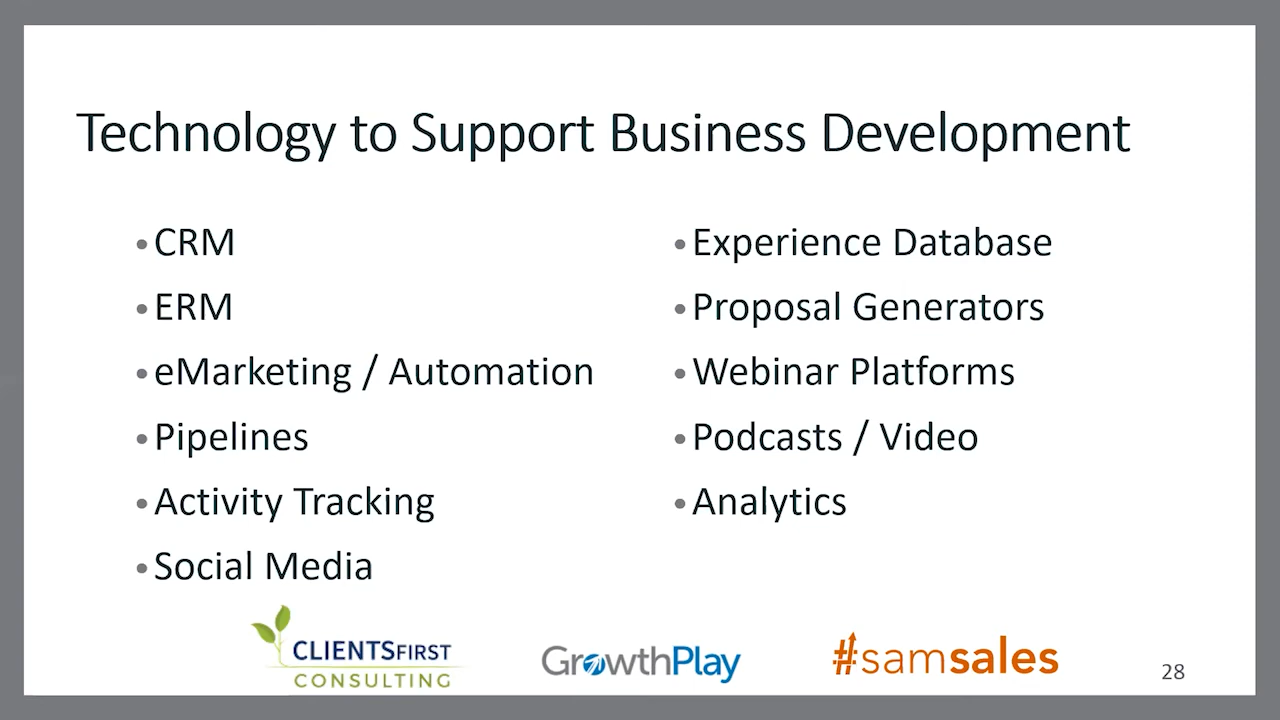 Technology to Support Business Development
•CRM
•ERM
•eMarketing / Automation
•Pipelines
•Activity Tracking
•Social Media
•Experience Database
•Proposal Generators
•Webinar Platforms
•Podcasts / Video
•Analytics
CLIENTSFIRST
CONSULTING
GrowthPlay
#samsales
28